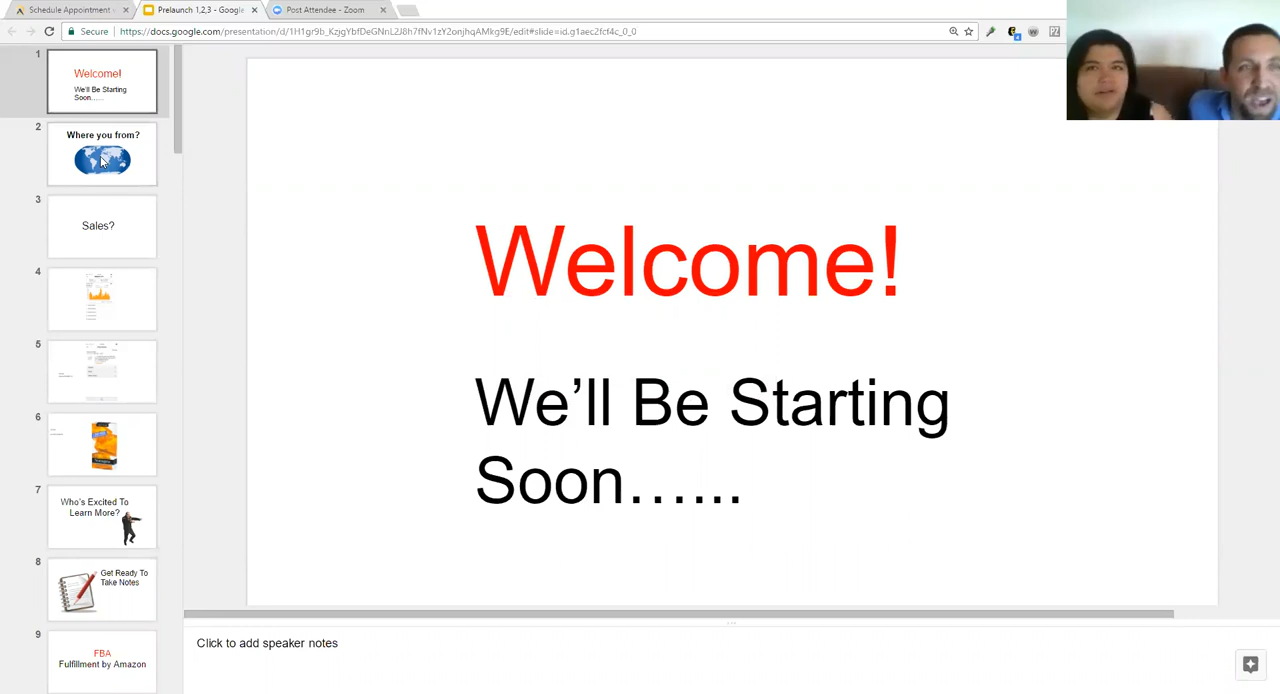 Schedule Appointment
Prelaunch 1,2,3 - Google
Post Attendee - Zoom
Secure
https://docs.google.com/presentation/d/1H1gr9b_KzjgYbfDeGNnL2J8h7fNv1zY2onjhqAMkg9E/edit#slide=id.g1aec2fcf4c_0_0
1
Welcome!
We'll Be Starting
Soon......
2
Where you from?
3
Sales?
4
5
6
7
Who's Excited To
Learn More?
8
Get Ready To
Take Notes
9
FBA
Fulfillment by Amazon
Welcome!
We’ll Be Starting
Soon…...
Click to add speaker notes